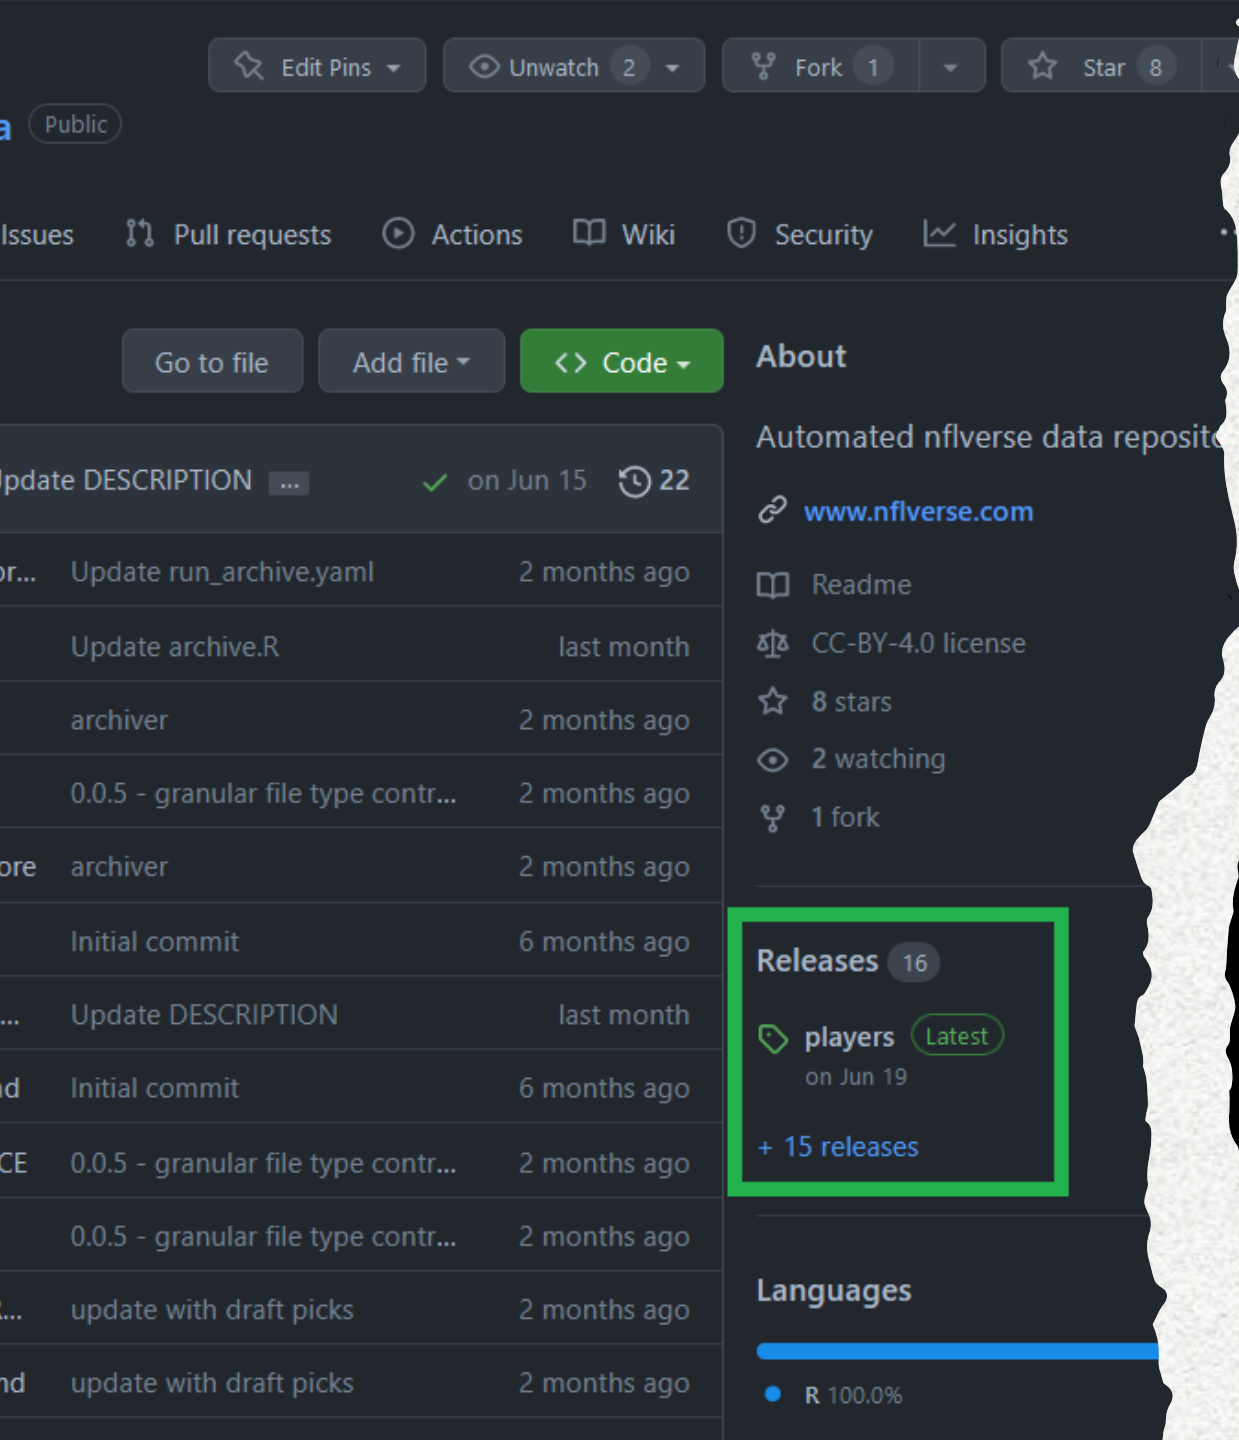 Edit Pins
Unwatch 2
Fork 1
Star 8
a Public
Issues
Pull requests
Actions
Wiki
Security
Insights
Go to file
Add file
Code
Update DESCRIPTION ... on Jun 15 22
or... Update run_archive.yaml 2 months ago
Update archive.R last month
archiver 2 months ago
0.0.5 - granular file type contr... 2 months ago
ore archiver 2 months ago
Initial commit 6 months ago
... Update DESCRIPTION last month
nd Initial commit 6 months ago
CE 0.0.5 - granular file type contr... 2 months ago
0.0.5 - granular file type contr... 2 months ago
R... update with draft picks 2 months ago
md update with draft picks 2 months ago
About
Automated nflverse data reposito
www.nflverse.com
Readme
CC-BY-4.0 license
8 stars
2 watching
1 fork
Releases 16
players Latest
on Jun 19
+ 15 releases
Languages
R 100.0%